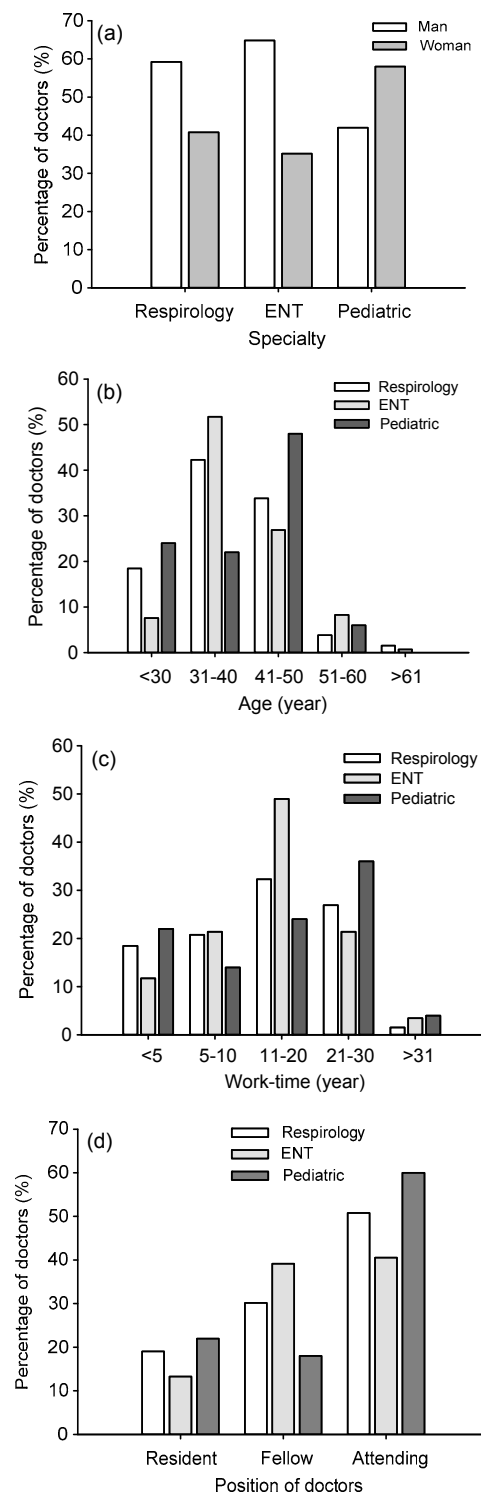 (a)
Man
Woman
Percentage of doctors (%)
70
60
50
40
30
20
10
0
Respirology ENT Pediatric
Specialty
(b)
Respirology
ENT
Pediatric
Percentage of doctors (%)
60
50
40
30
20
10
0
<30 31-40 41-50 51-60 >61
Age (year)
(c)
Respirology
ENT
Pediatric
Percentage of doctors (%)
60
50
40
30
20
10
0
<5 5-10 11-20 21-30 >31
Work-time (year)
(d)
Respirology
ENT
Pediatric
Percentage of doctors (%)
70
60
50
40
30
20
10
0
Resident Fellow Attending
Position of doctors